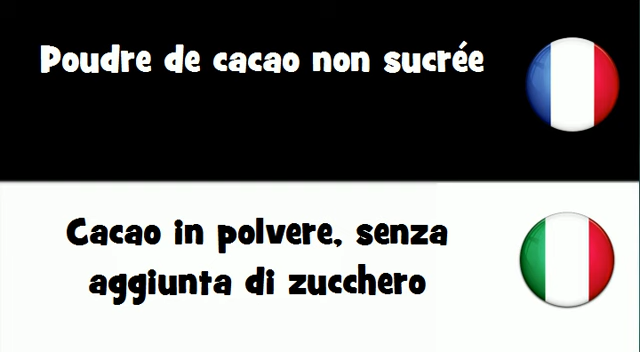 Poudre de cacao non sucrée
Cacao in polvere, senza
aggiunta di zucchero